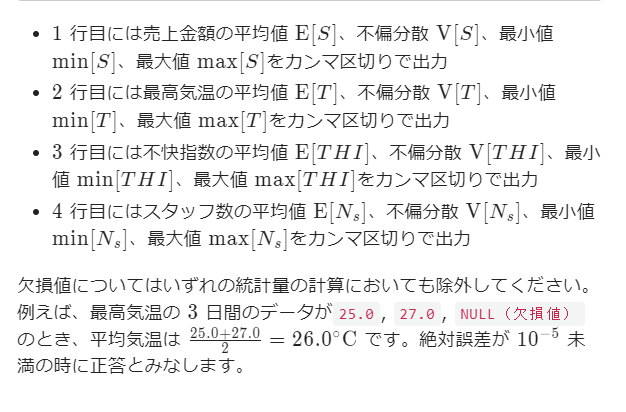 • 1 行目には売上金額の平均値 E[S]、不偏分散 V[S]、最小値
min[S]、最大値 max[S]をカンマ区切りで出力
• 2 行目には最高気温の平均値 E[T]、不偏分散 V[T]、最小値
min[T]、最大値 max[T]をカンマ区切りで出力
• 3 行目には不快指数の平均値 E[THI]、不偏分散 V[THI]、最小
値 min[THI]、最大値 max[THI]をカンマ区切りで出力
• 4 行目にはスタッフ数の平均値 E[N_s]、不偏分散 V[N_s]、最小値
min[N_s]、最大値 max[N_s]をカンマ区切りで出力
欠損値についてはいずれの統計量の計算においても除外してください。
例えば、最高気温の 3 日間のデータが 25.0 , 27.0 , NULL（欠損値）
のとき、平均気温は \frac{25.0+27.0}{2} = 26.0°C です。絶対誤差が 10^{-5} 未
満の時に正答とみなします。